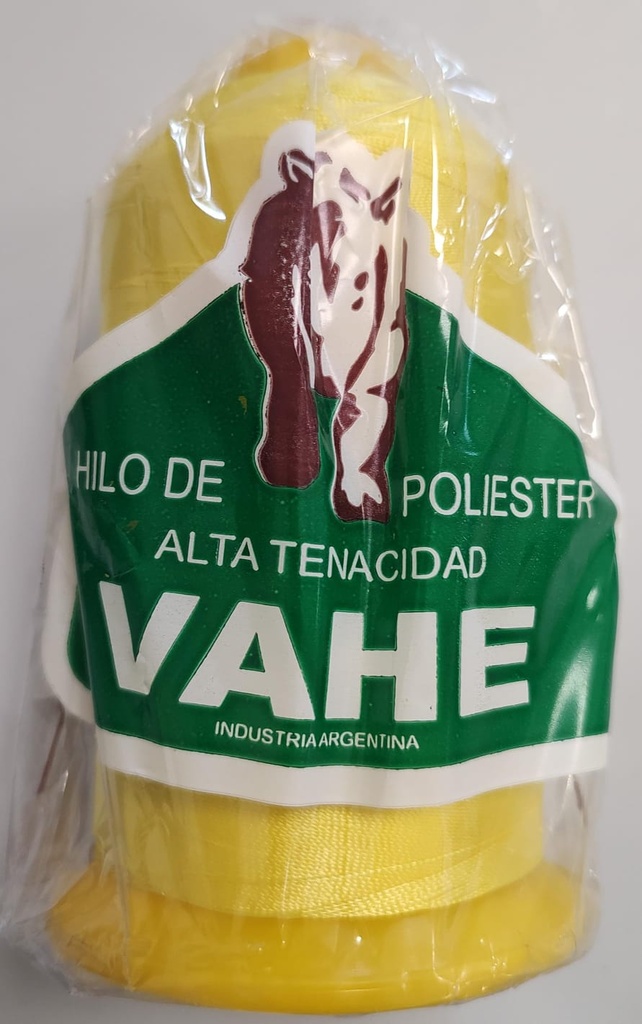 HILO DE POLIESTER
ALTA TENACIDAD
VAHE
INDUSTRIA ARGENTINA